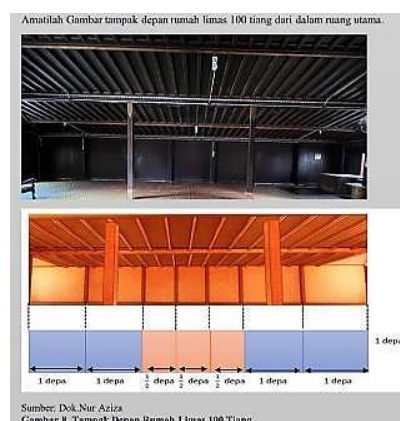 Amatilah Gambar tampak depan rumah limas 100 tiang dari dalam ruang utama.
1 depa
1 depa 1 depa 1/2 depa 1/2 depa 1/2 depa 1 depa 1 depa
Sumber: Dok.Nur Aziza
Gambar 8. Tampak Depan Rumah Limas 100 Tiang